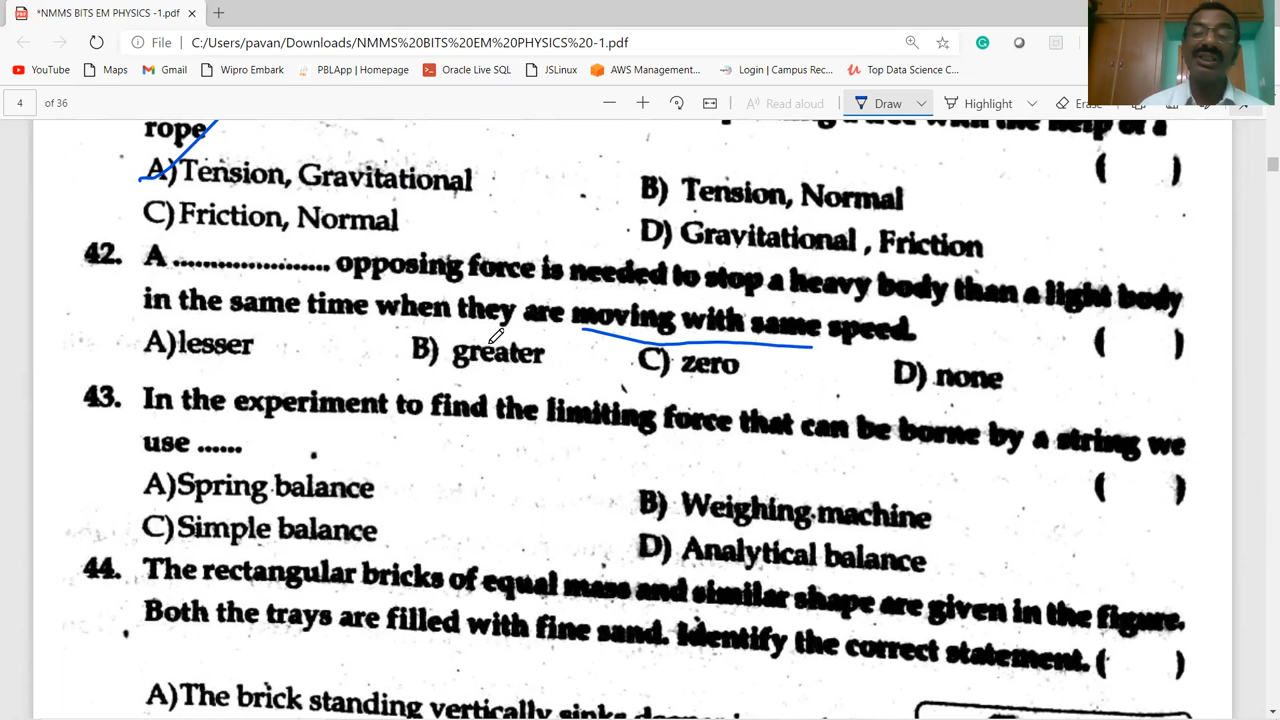 *NMMS BITS EM PHYSICS -1.pdf
File C:/Users/pavan/Downloads/NMMS%20BITS%20EM%20PHYSICS%20-1.pdf
YouTube Maps Gmail Wipro Embark PBLApp | Homepage Oracle Live SQL JSLinux AWS Management... Login | Campus Rec... Top Data Science C...
4 of 36 Read aloud Draw Highlight Erase
rope with the help of a
A) Tension, Gravitational B) Tension, Normal ( )
C) Friction, Normal D) Gravitational , Friction
42. A ...................... opposing force is needed to stop a heavy body than a light body
in the same time when they are moving with same speed. ( )
A) lesser B) greater C) zero D) none
43. In the experiment to find the limiting force that can be borne by a string we
use ...... ( )
A) Spring balance B) Weighing machine
C) Simple balance D) Analytical balance
44. The rectangular bricks of equal mass and similar shape are given in the figure.
Both the trays are filled with fine sand. Identify the correct statement. ( )
A) The brick standing vertically sinks